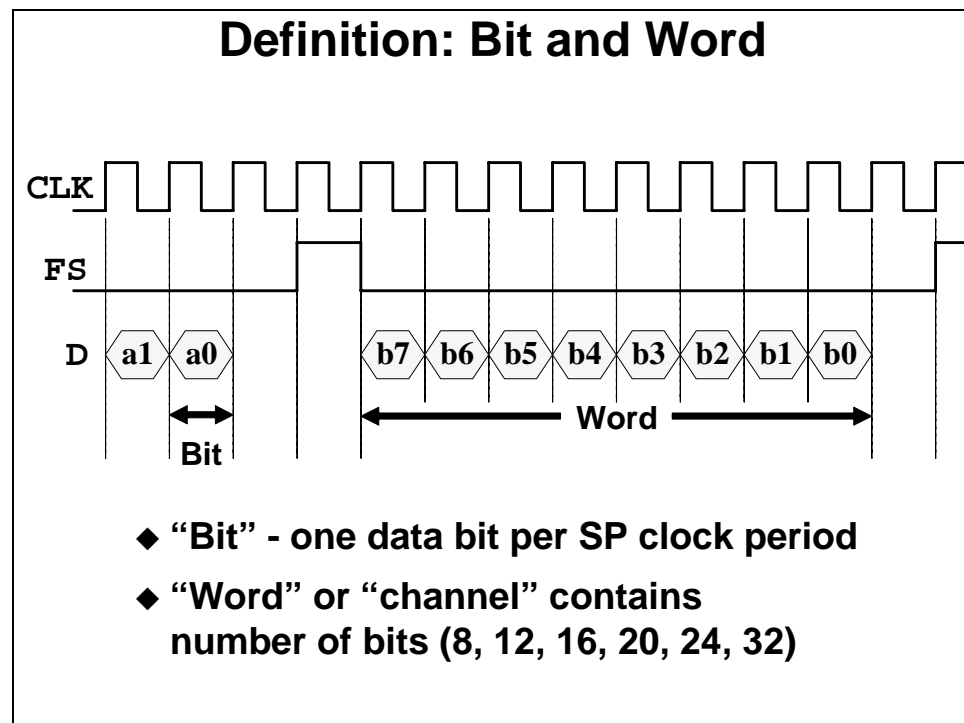 Definition: Bit and Word
CLK
FS
D a1 a0 b7 b6 b5 b4 b3 b2 b1 b0
Bit
Word
◆ “Bit” - one data bit per SP clock period
◆ “Word” or “channel” contains
number of bits (8, 12, 16, 20, 24, 32)